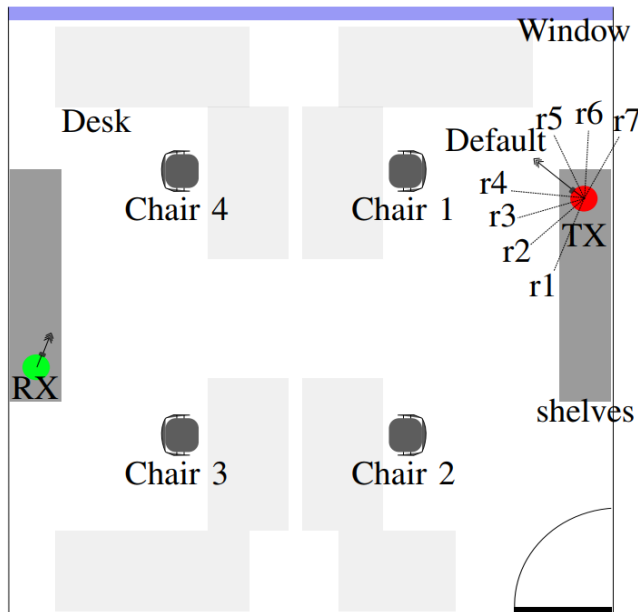 Window
r5 r6 r7
Desk
Default
r4
Chair 4
Chair 1
r3
TX
r2
r1
RX
shelves
Chair 3
Chair 2